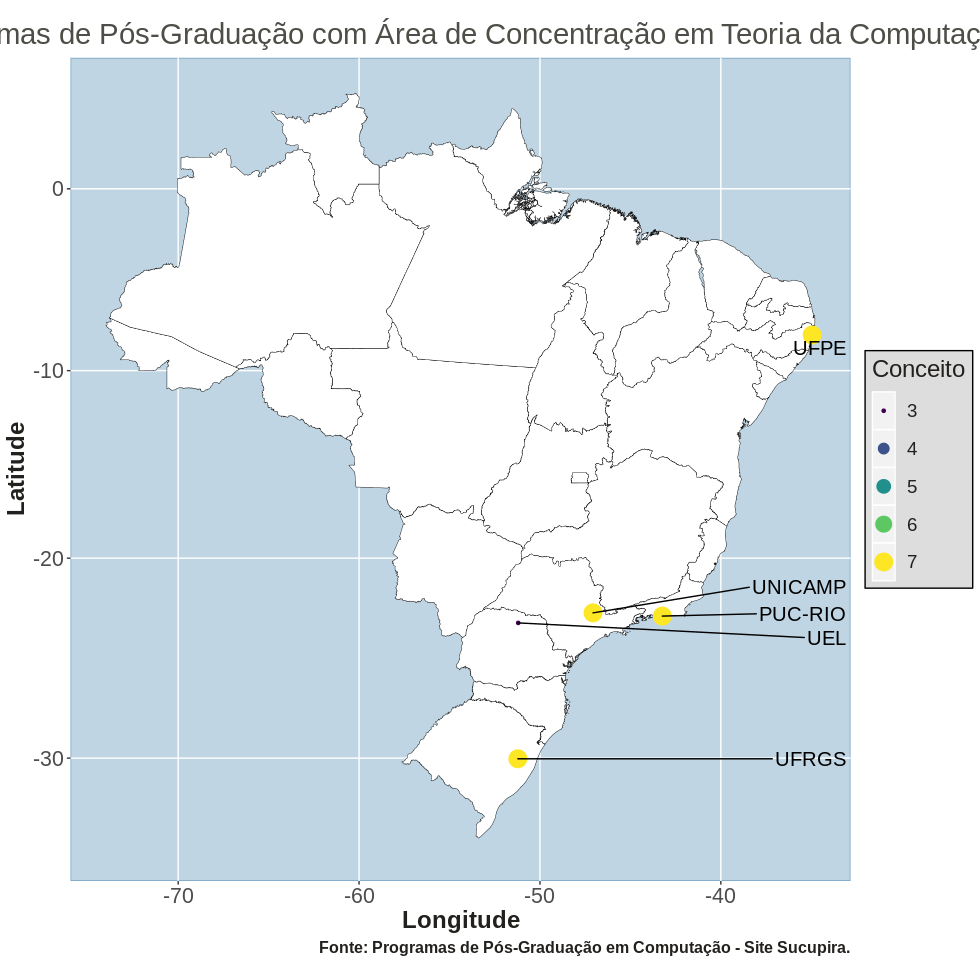 mas de Pós-Graduação com Área de Concentração em Teoria da Computaç
Latitude
0
-10
-20
-30
UFPE
UNICAMP
PUC-RIO
UEL
UFRGS
Conceito
3
4
5
6
7
-70
-60
-50
-40
Longitude
Fonte: Programas de Pós-Graduação em Computação - Site Sucupira.